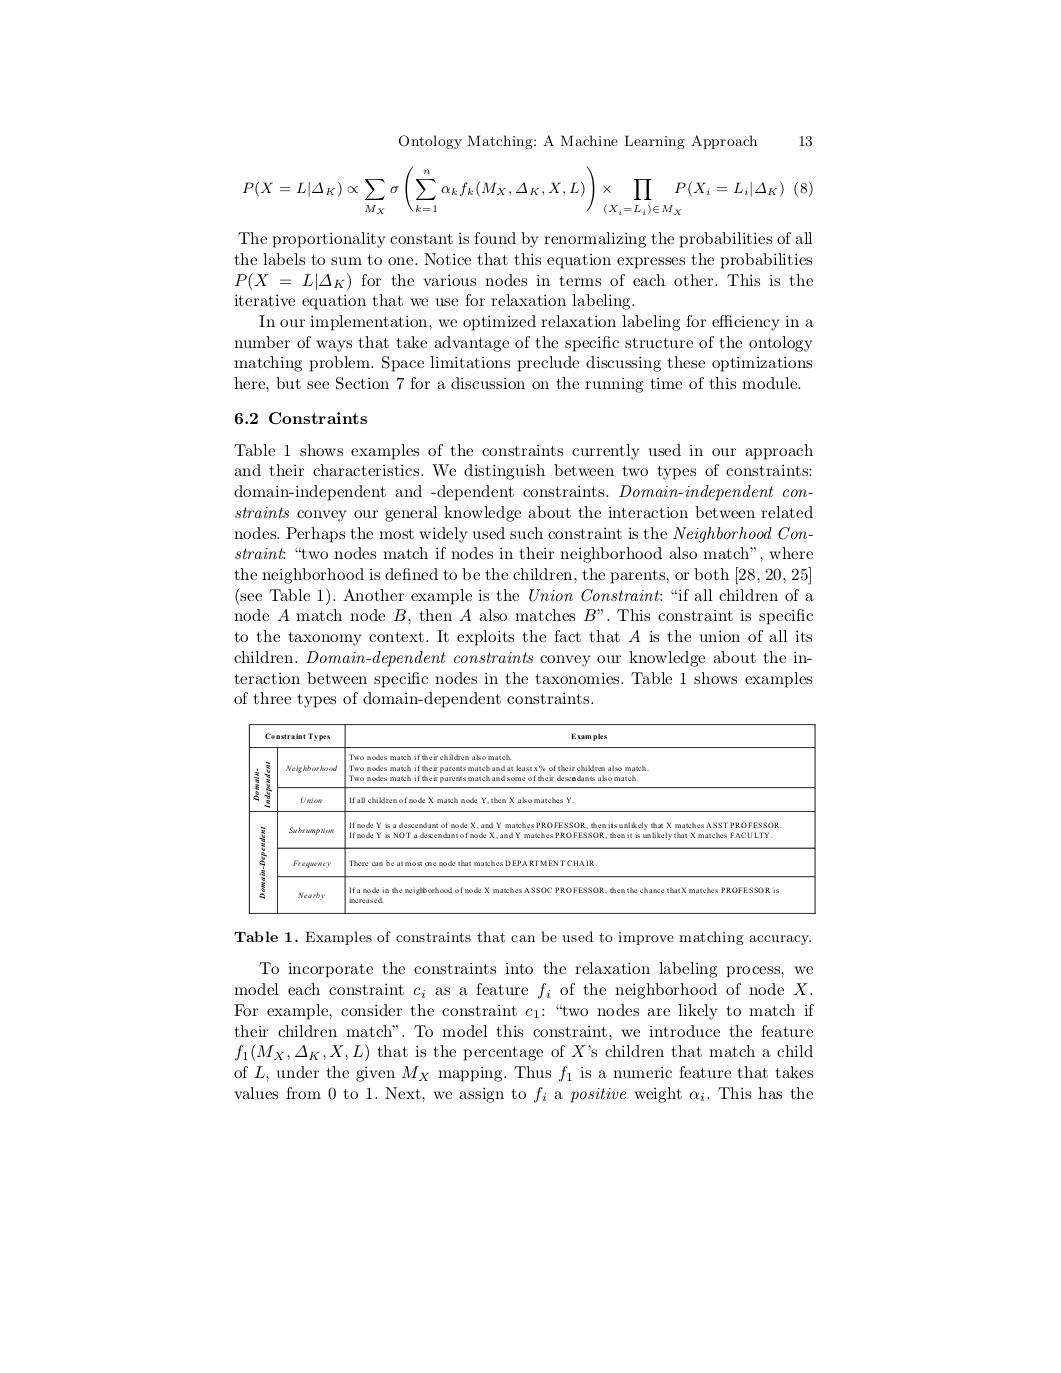 Ontology Matching: A Machine Learning Approach 13
P(X = L|Δ_K) ∝ ∑_{M_X} σ ( ∑_{k=1}^{n} α_k f_k(M_X, Δ_K, X, L) ) × ∏_{(X_i=L_i)∈M_X} P(X_i = L_i|Δ_K) (8)
The proportionality constant is found by renormalizing the probabilities of all
the labels to sum to one. Notice that this equation expresses the probabilities
P(X = L|Δ_K) for the various nodes in terms of each other. This is the
iterative equation that we use for relaxation labeling.
In our implementation, we optimized relaxation labeling for efficiency in a
number of ways that take advantage of the specific structure of the ontology
matching problem. Space limitations preclude discussing these optimizations
here, but see Section 7 for a discussion on the running time of this module.
6.2 Constraints
Table 1 shows examples of the constraints currently used in our approach
and their characteristics. We distinguish between two types of constraints:
domain-independent and -dependent constraints. Domain-independent con-
straints convey our general knowledge about the interaction between related
nodes. Perhaps the most widely used such constraint is the Neighborhood Con-
straint: “two nodes match if nodes in their neighborhood also match”, where
the neighborhood is defined to be the children, the parents, or both [28, 20, 25]
(see Table 1). Another example is the Union Constraint: “if all children of a
node A match node B, then A also matches B”. This constraint is specific
to the taxonomy context. It exploits the fact that A is the union of all its
children. Domain-dependent constraints convey our knowledge about the in-
teraction between specific nodes in the taxonomies. Table 1 shows examples
of three types of domain-dependent constraints.
Constraint Types Examples
Domain-
Independent
Neighborhood
Two nodes match if their children also match.
Two nodes match if their parents match and at least x% of their children also match.
Two nodes match if their parents match and some of their descendants also match.
Union
If all children of node X match node Y, then X also matches Y.
Domain-Dependent
Subsumption
If node Y is a descendant of node X, and Y matches PROFESSOR, then it is unlikely that X matches ASST PROFESSOR.
If node Y is NOT a descendant of node X, and Y matches PROFESSOR, then it is unlikely that X matches FACULTY.
Frequency
There can be at most one node that matches DEPARTMENT CHAIR.
Nearby
If a node in the neighborhood of node X matches ASSOC PROFESSOR, then the chance that X matches PROFESSOR is
increased.
Table 1. Examples of constraints that can be used to improve matching accuracy.
To incorporate the constraints into the relaxation labeling process, we
model each constraint c_i as a feature f_i of the neighborhood of node X.
For example, consider the constraint c_1: “two nodes are likely to match if
their children match”. To model this constraint, we introduce the feature
f_1(M_X, Δ_K, X, L) that is the percentage of X’s children that match a child
of L, under the given M_X mapping. Thus f_1 is a numeric feature that takes
values from 0 to 1. Next, we assign to f_i a positive weight α_i. This has the